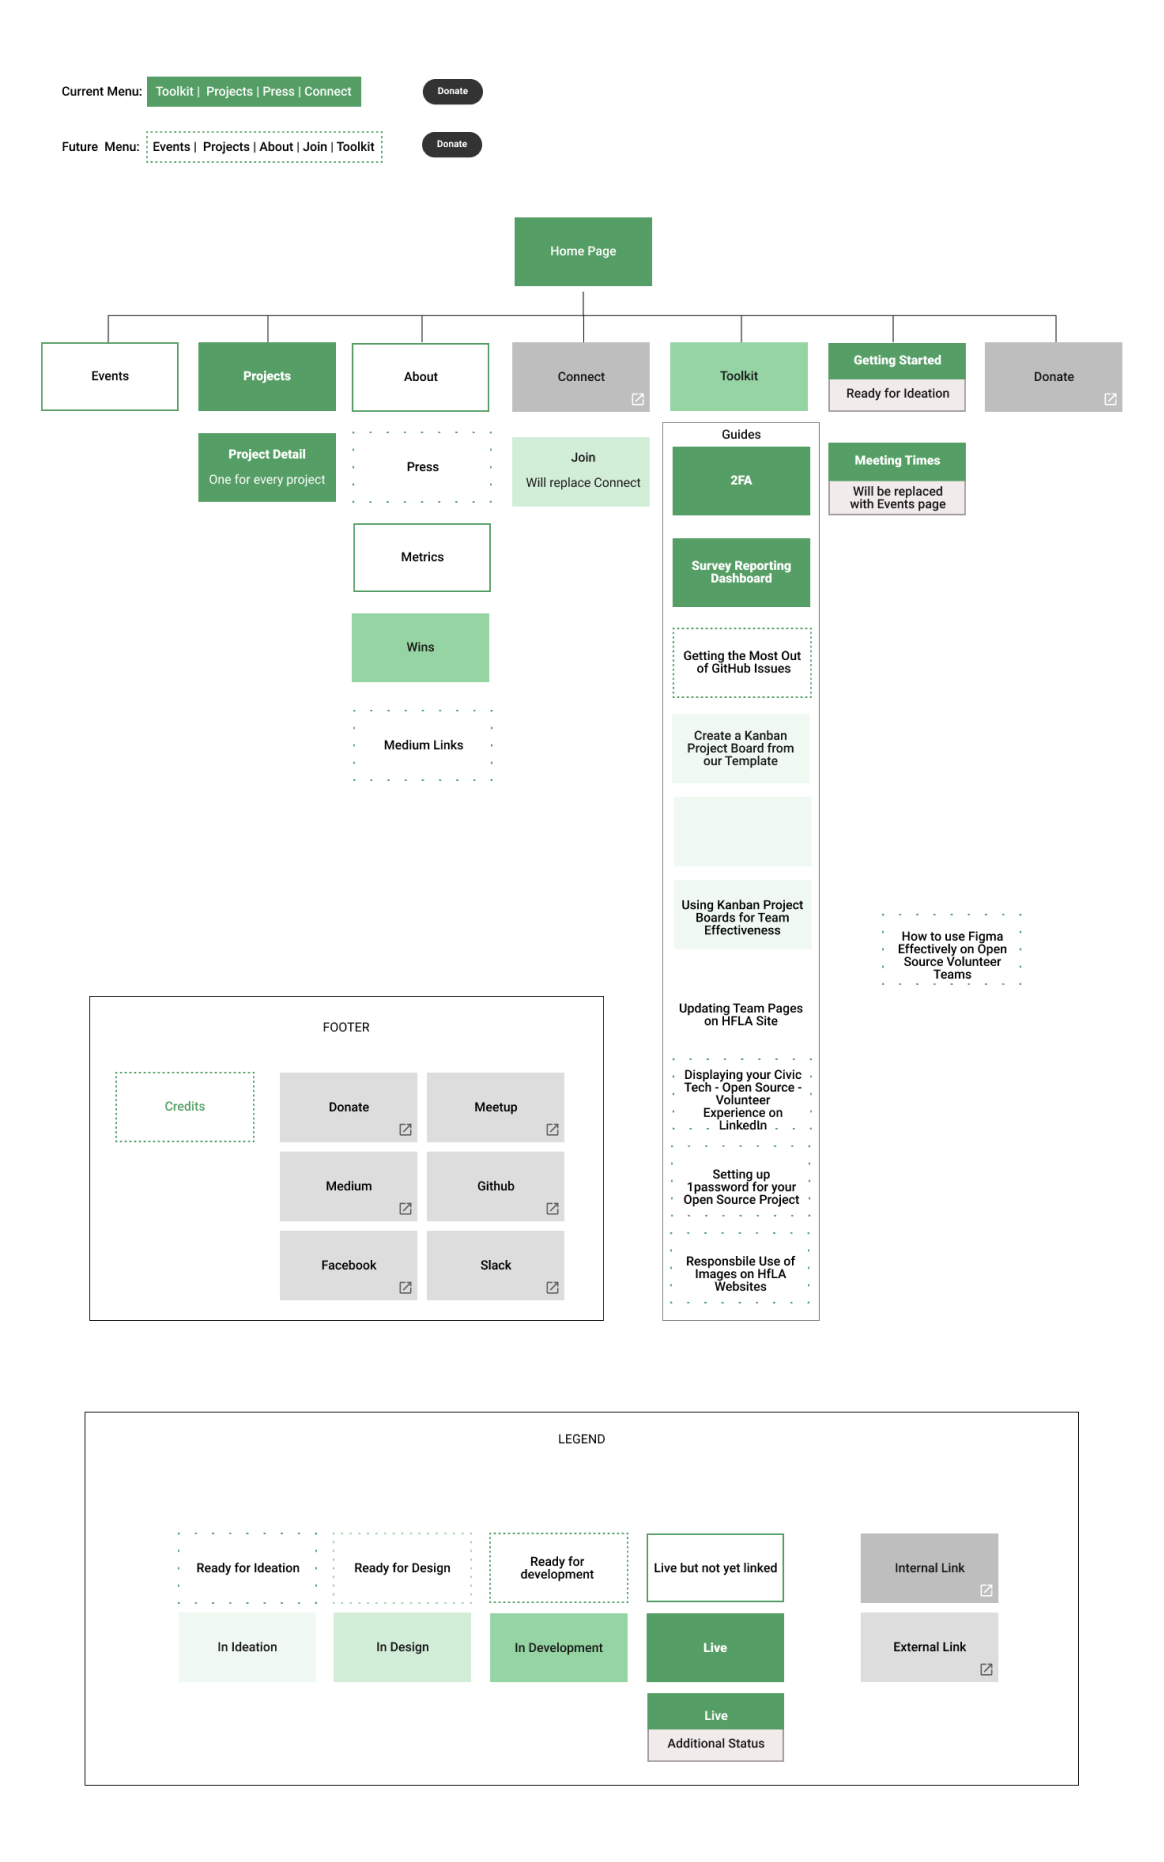 Current Menu: Toolkit | Projects | Press | Connect Donate
Future Menu: Events | Projects | About | Join | Toolkit Donate
Home Page
Events
Projects
About
Connect
Toolkit
Getting Started
Ready for Ideation
Donate
Project Detail
One for every project
Press
Metrics
Wins
Medium Links
Join
Will replace Connect
Guides
2FA
Survey Reporting
Dashboard
Getting the Most Out
of GitHub Issues
Create a Kanban
Project Board from
our Template
Using Kanban Project
Boards for Team
Effectiveness
Updating Team Pages
on HFLA Site
Displaying your Civic
Tech - Open Source -
Volunteer
Experience on
LinkedIn
Setting up
1password for your
Open Source Project
Responsbile Use of
Images on HfLA
Websites
Meeting Times
Will be replaced
with Events page
How to use Figma
Effectively on Open
Source Volunteer
Teams
FOOTER
Credits
Donate
Meetup
Medium
Github
Facebook
Slack
LEGEND
Ready for Ideation
Ready for Design
Ready for
development
Live but not yet linked
Internal Link
In Ideation
In Design
In Development
Live
External Link
Live
Additional Status